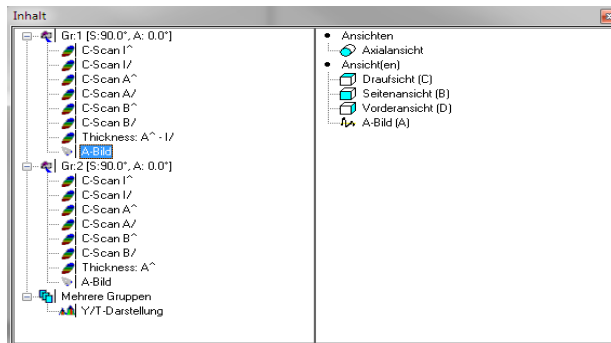 Inhalt
Gr:1 [S:90.0°, A: 0.0°]
C-Scan I^
C-Scan I/
C-Scan A^
C-Scan A/
C-Scan B^
C-Scan B/
Thickness: A^ - I/
A-Bild
Gr:2 [S:90.0°, A: 0.0°]
C-Scan I^
C-Scan I/
C-Scan A^
C-Scan A/
C-Scan B^
C-Scan B/
Thickness: A^
A-Bild
Mehrere Gruppen
Y/T-Darstellung
Ansichten
Axialansicht
Ansicht(en)
Draufsicht (C)
Seitenansicht (B)
Vorderansicht (D)
A-Bild (A)